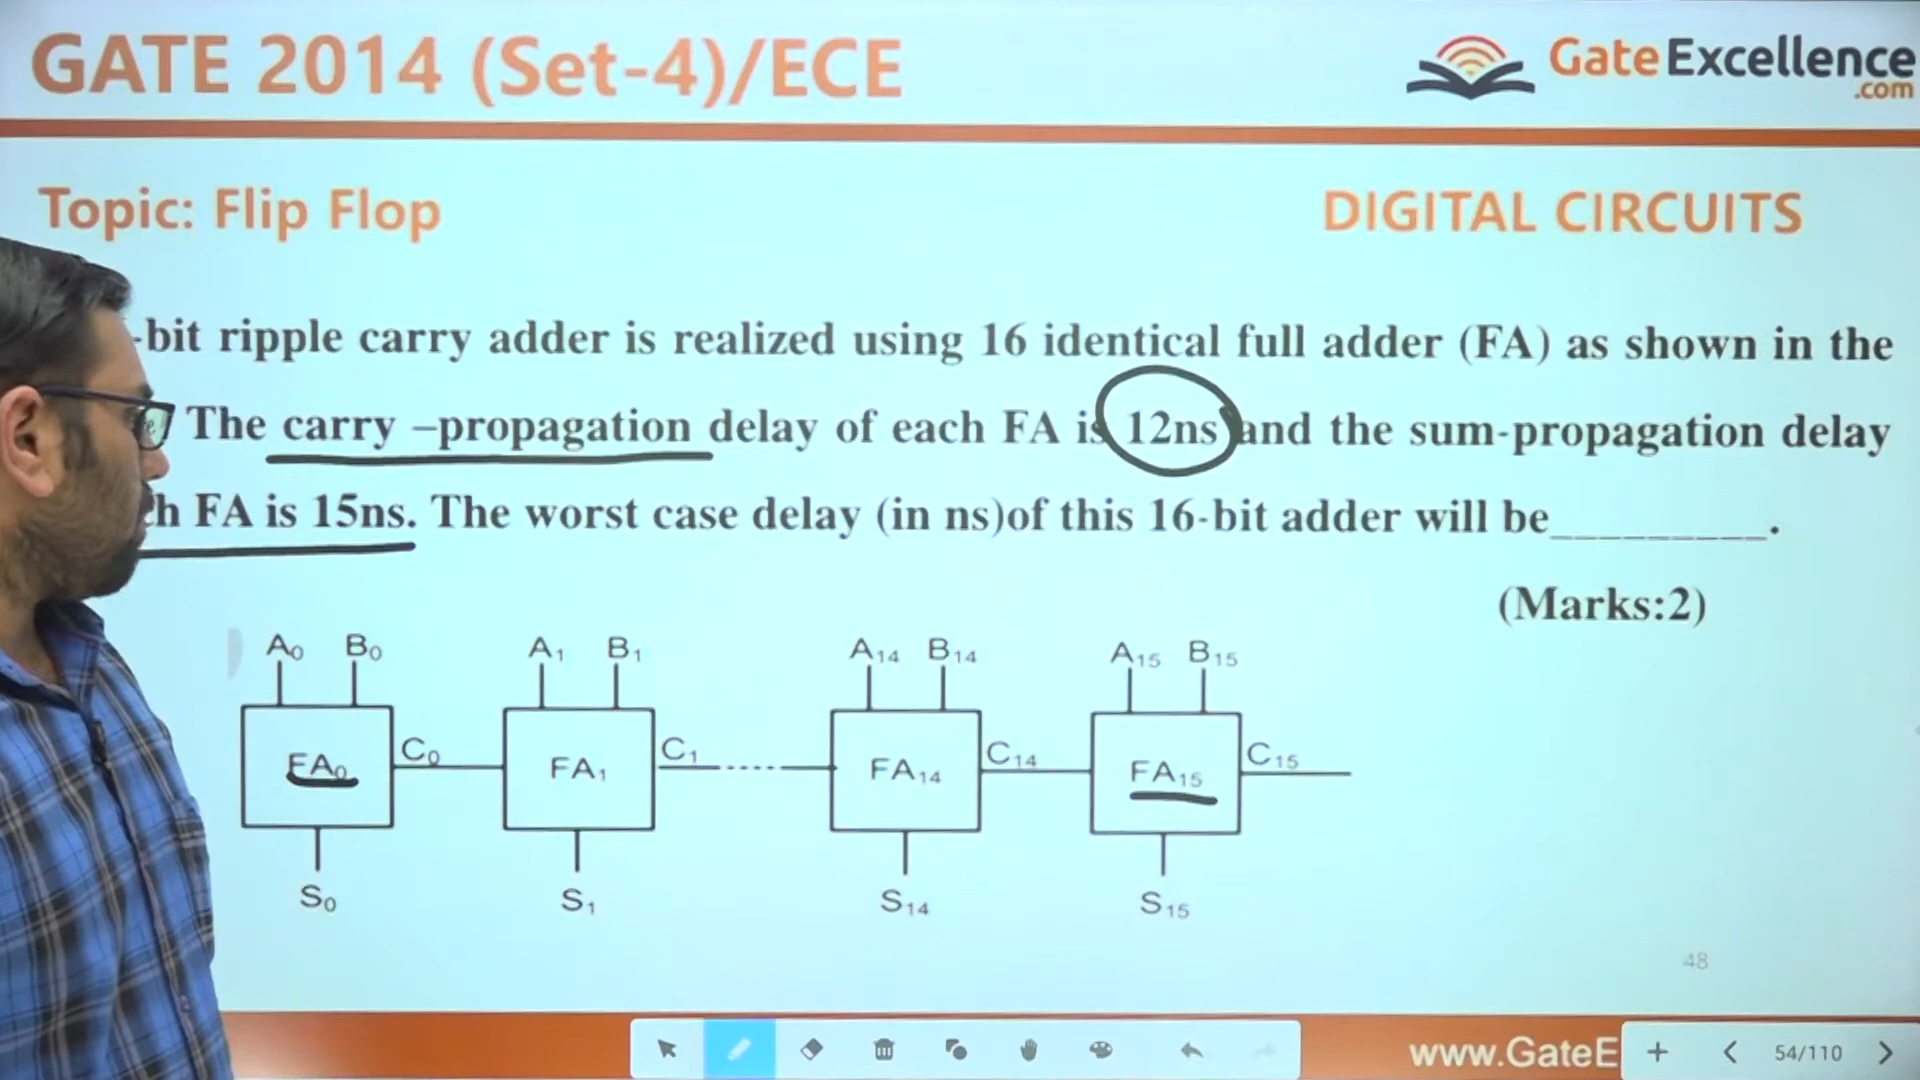 GATE 2014 (Set-4)/ECE
GateExcellence
.com
Topic: Flip Flop
DIGITAL CIRCUITS
-bit ripple carry adder is realized using 16 identical full adder (FA) as shown in the
The carry –propagation delay of each FA is 12ns and the sum-propagation delay
h FA is 15ns. The worst case delay (in ns)of this 16-bit adder will be_________.
(Marks:2)
A0 B0 A1 B1 A14 B14 A15 B15
FA0 C0 FA1 C1 FA14 C14 FA15 C15
S0 S1 S14 S15
48
www.GateE
54/110